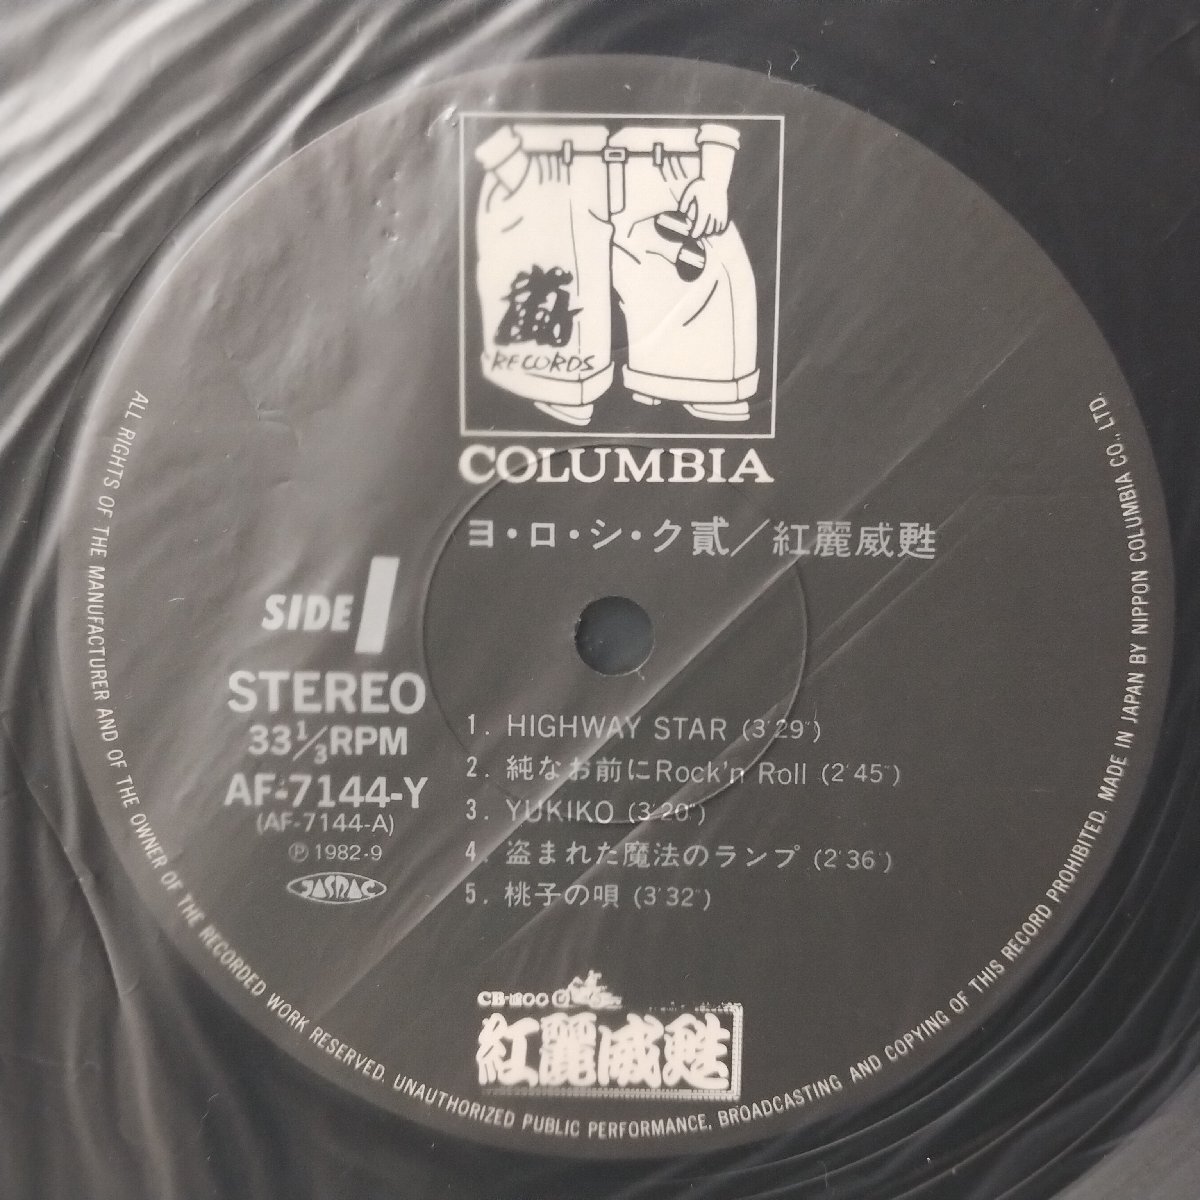 嵐
RECORDS
COLUMBIA
ヨ・ロ・シ・ク貳／紅麗威甦
SIDE 1
STEREO
33 1/3 RPM
AF-7144-Y
(AF-7144-A)
Ⓟ 1982-9
JASRAC
1. HIGHWAY STAR (3′29″)
2. 純なお前にRock'n Roll (2′45″)
3. YUKIKO (3′20″)
4. 盗まれた魔法のランプ (2′36″)
5. 桃子の唄 (3′32″)
紅麗威甦
ALL RIGHTS OF THE MANUFACTURER AND OF THE OWNER OF THE RECORDED WORK RESERVED. UNAUTHORIZED PUBLIC PERFORMANCE, BROADCASTING AND COPYING OF THIS RECORD PROHIBITED. MADE IN JAPAN BY NIPPON COLUMBIA CO., LTD.